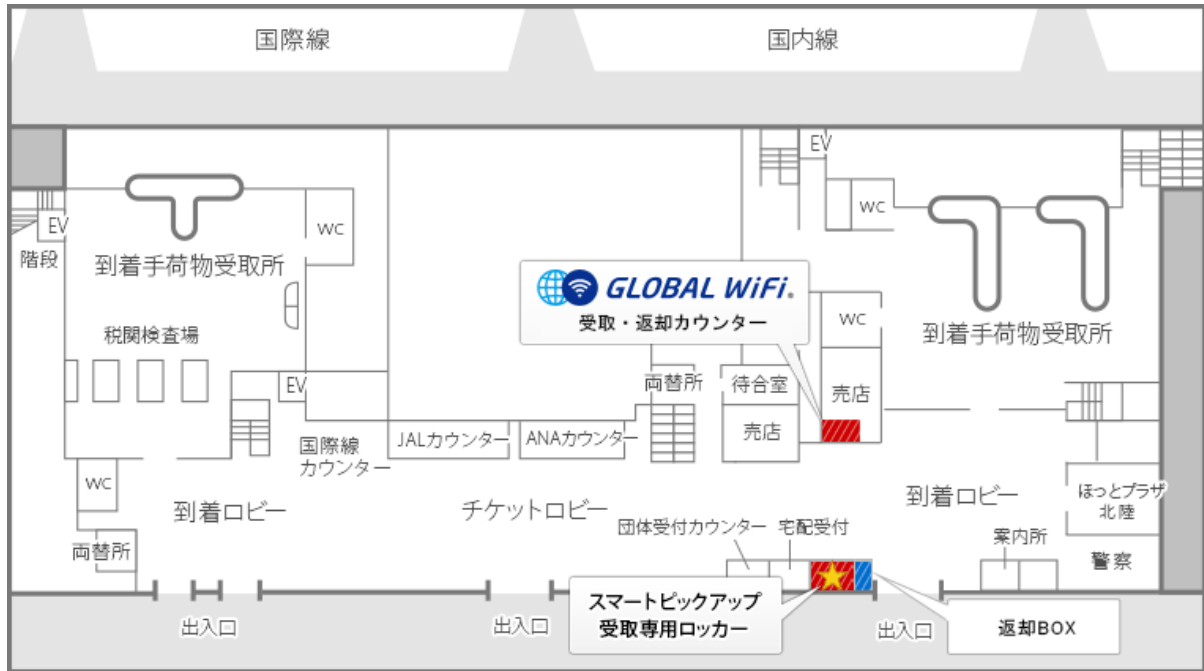 国際線
国内線
EV
WC
EV
階段
WC
到着手荷物受取所
GLOBAL WiFi.
受取・返却カウンター
WC
到着手荷物受取所
税関検査場
EV
両替所
待合室
売店
売店
JALカウンター
ANAカウンター
国際線
カウンター
WC
到着ロビー
チケットロビー
到着ロビー
ほっとプラザ
北陸
団体受付カウンター
宅配受付
案内所
両替所
警察
スマートピックアップ
受取専用ロッカー
返却BOX
出入口
出入口
出入口